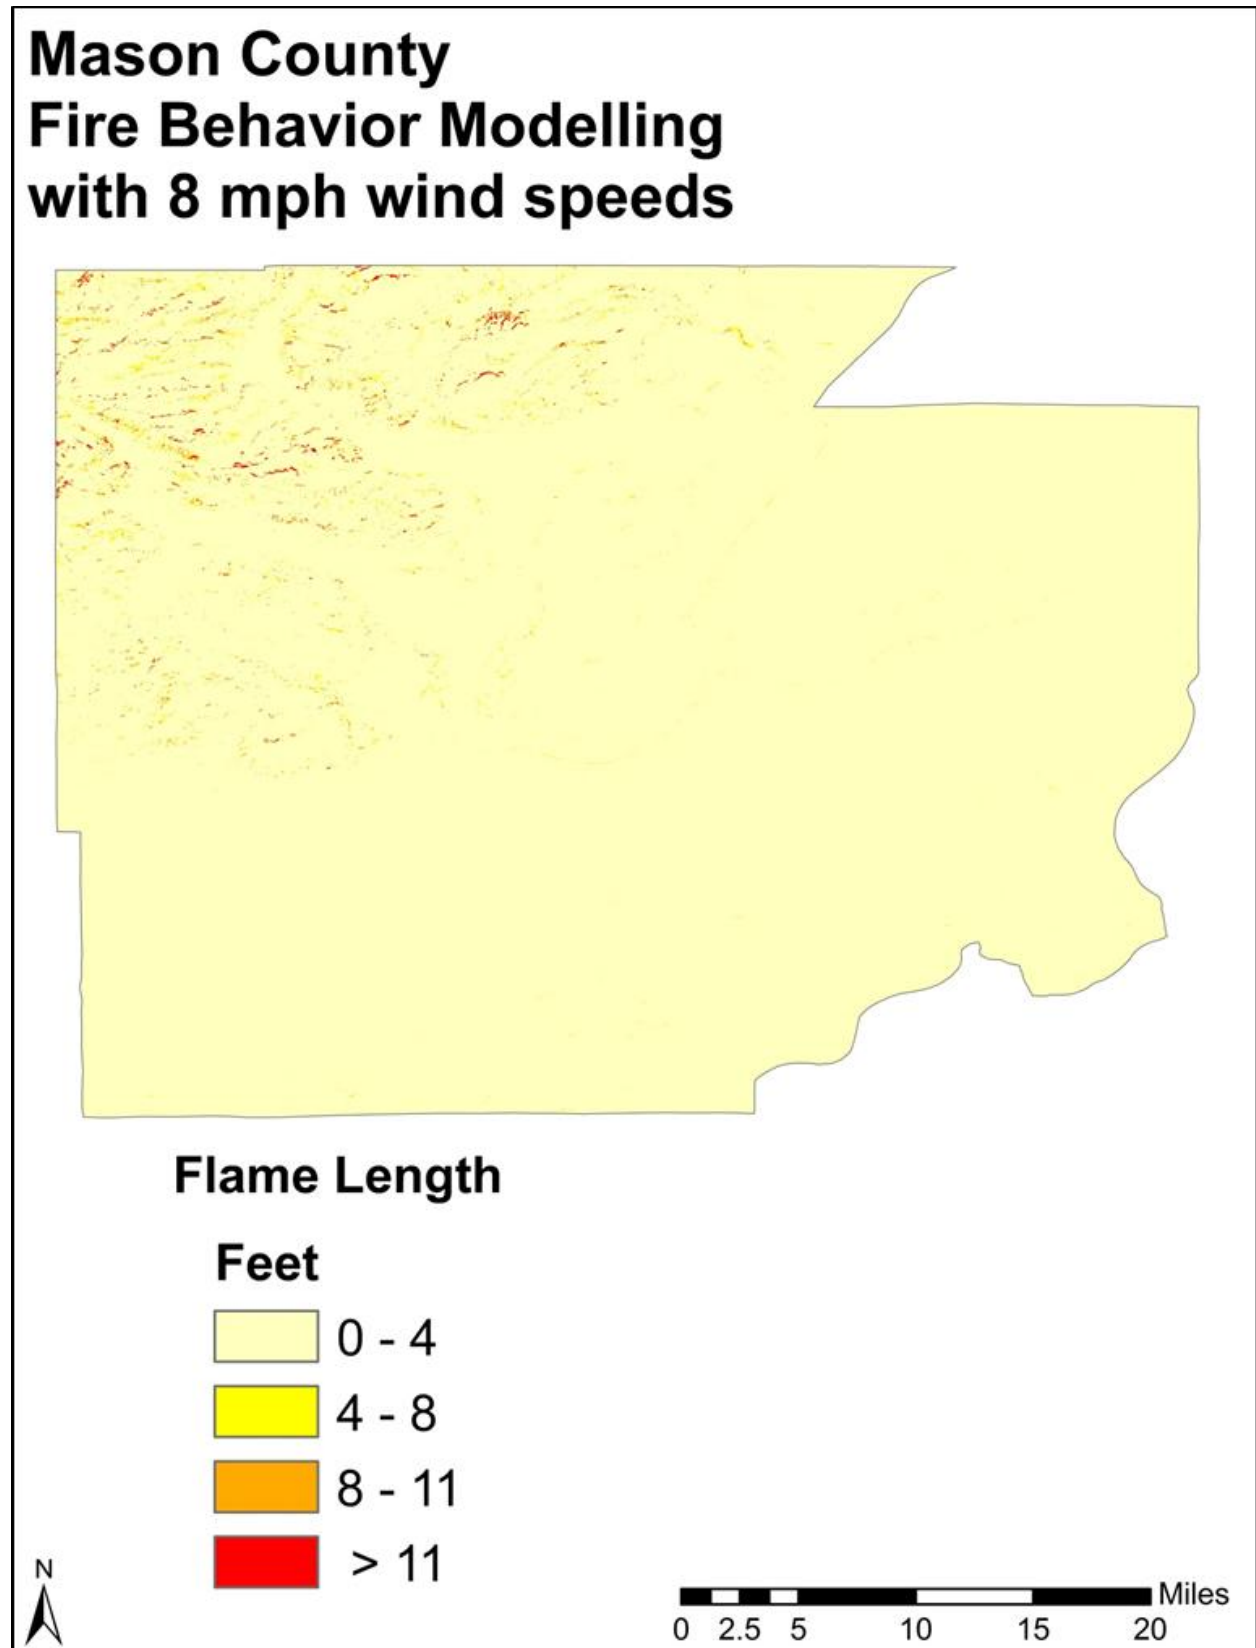 Mason County
Fire Behavior Modelling
with 8 mph wind speeds
Flame Length
Feet
0 - 4
4 - 8
8 - 11
> 11
N
Miles
0 2.5 5 10 15 20